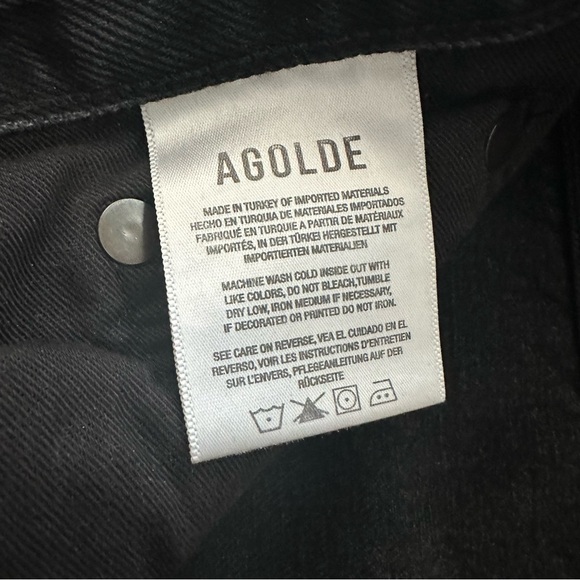 AGOLDE
MADE IN TURKEY OF IMPORTED MATERIALS
HECHO EN TURQUIA DE MATERIALES IMPORTADOS
FABRIQUÉ EN TURQUIE A PARTIR DE MATÉRIAUX
IMPORTÉS, IN DER TÜRKEI HERGESTELLT MIT
IMPORTIERTEN MATERIALIEN
MACHINE WASH COLD INSIDE OUT WITH
LIKE COLORS, DO NOT BLEACH,TUMBLE
DRY LOW, IRON MEDIUM IF NECESSARY,
IF DECORATED OR PRINTED DO NOT IRON.
SEE CARE ON REVERSE, VEA EL CUIDADO EN EL
REVERSO, VOIR LES INSTRUCTIONS D'ENTRETIEN
SUR L'ENVERS, PFLEGEANLEITUNG AUF DER
RÜCKSEITE